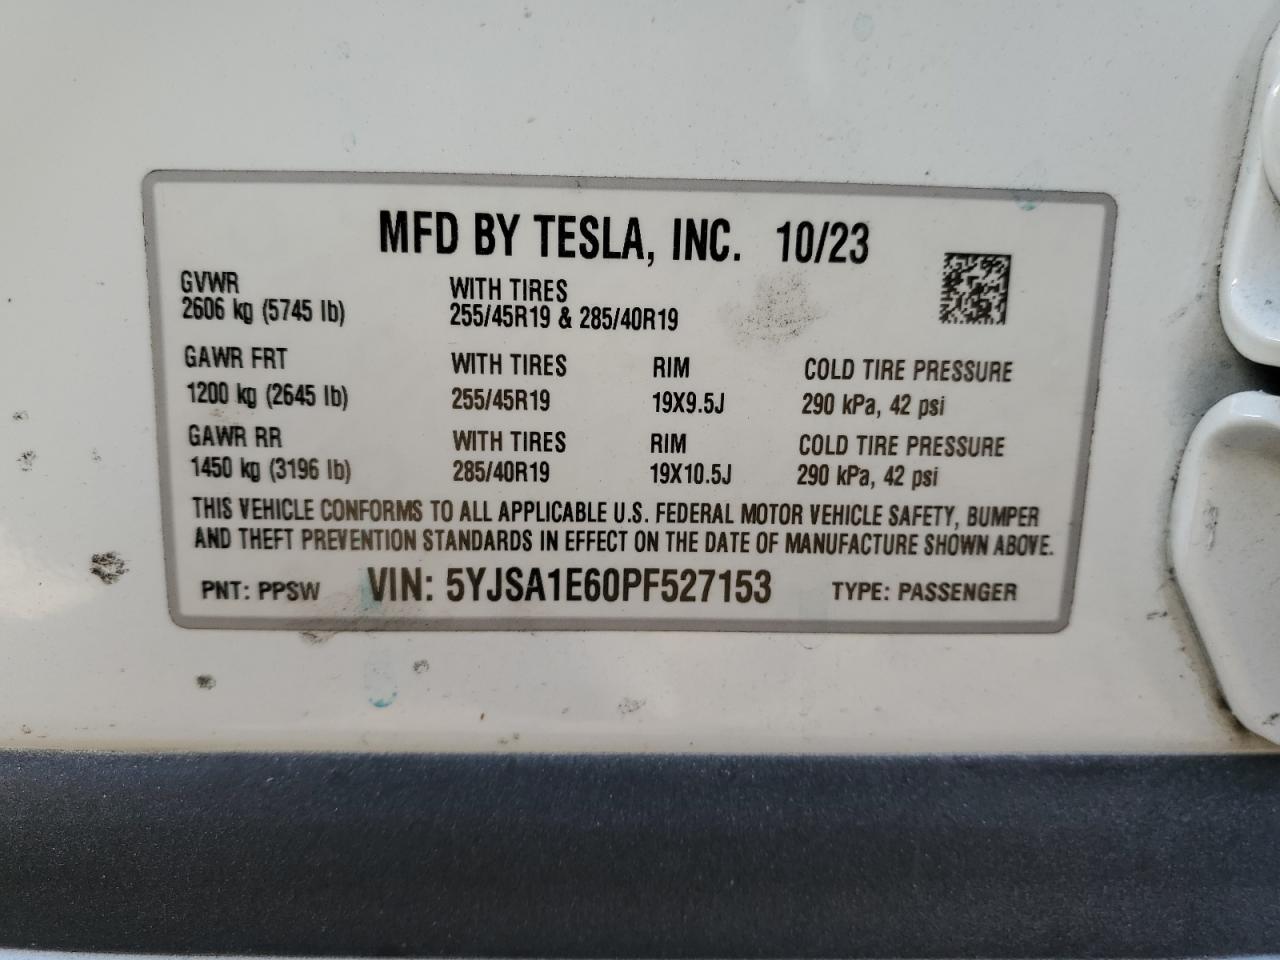 MFD BY TESLA, INC. 10/23
GVWR WITH TIRES
2606 kg (5745 lb) 255/45R19 & 285/40R19
GAWR FRT WITH TIRES RIM COLD TIRE PRESSURE
1200 kg (2645 lb) 255/45R19 19X9.5J 290 kPa, 42 psi
GAWR RR WITH TIRES RIM COLD TIRE PRESSURE
1450 kg (3196 lb) 285/40R19 19X10.5J 290 kPa, 42 psi
THIS VEHICLE CONFORMS TO ALL APPLICABLE U.S. FEDERAL MOTOR VEHICLE SAFETY, BUMPER
AND THEFT PREVENTION STANDARDS IN EFFECT ON THE DATE OF MANUFACTURE SHOWN ABOVE.
PNT: PPSW VIN: 5YJSA1E60PF527153 TYPE: PASSENGER